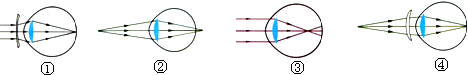 ① ② ③ ④